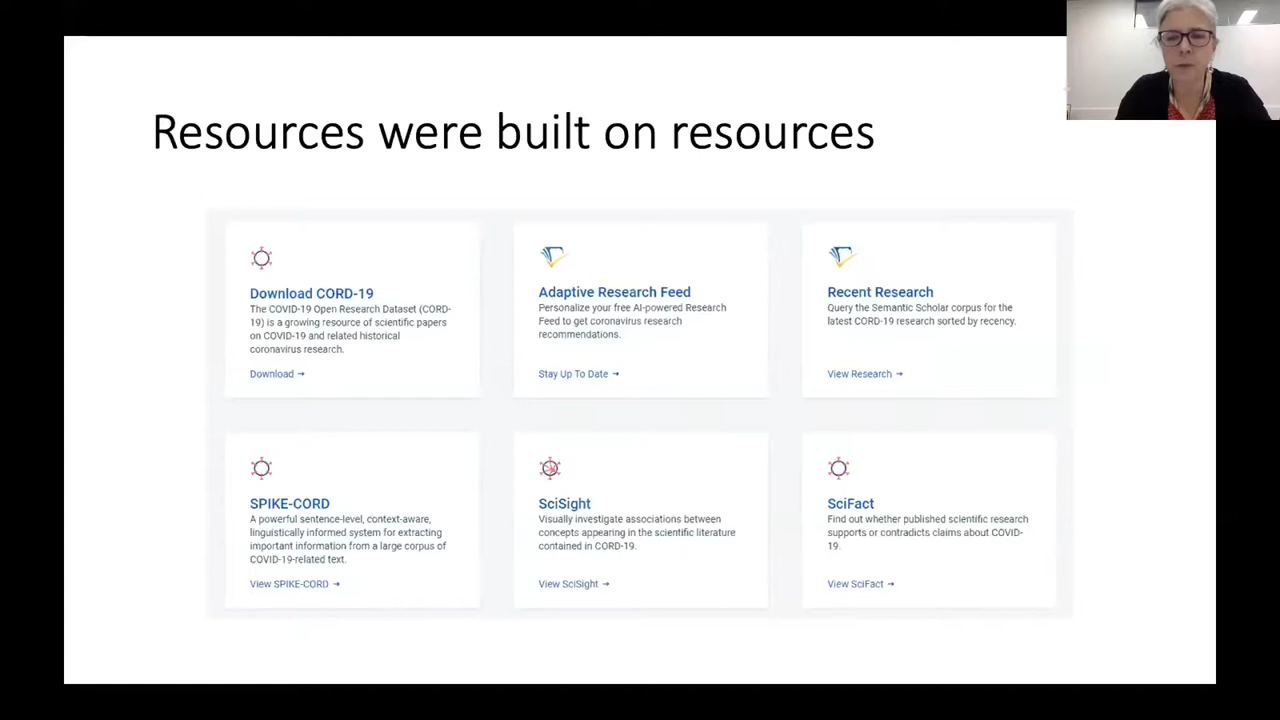 Resources were built on resources
Download CORD-19
The COVID-19 Open Research Dataset (CORD-
19) is a growing resource of scientific papers
on COVID-19 and related historical
coronavirus research.
Download →
Adaptive Research Feed
Personalize your free AI-powered Research
Feed to get coronavirus research
recommendations.
Stay Up To Date →
Recent Research
Query the Semantic Scholar corpus for the
latest CORD-19 research sorted by recency.
View Research →
SPIKE-CORD
A powerful sentence-level, context-aware,
linguistically informed system for extracting
important information from a large corpus of
COVID-19-related text.
View SPIKE-CORD →
SciSight
Visually investigate associations between
concepts appearing in the scientific literature
contained in CORD-19.
View SciSight →
SciFact
Find out whether published scientific research
supports or contradicts claims about COVID-
19.
View SciFact →